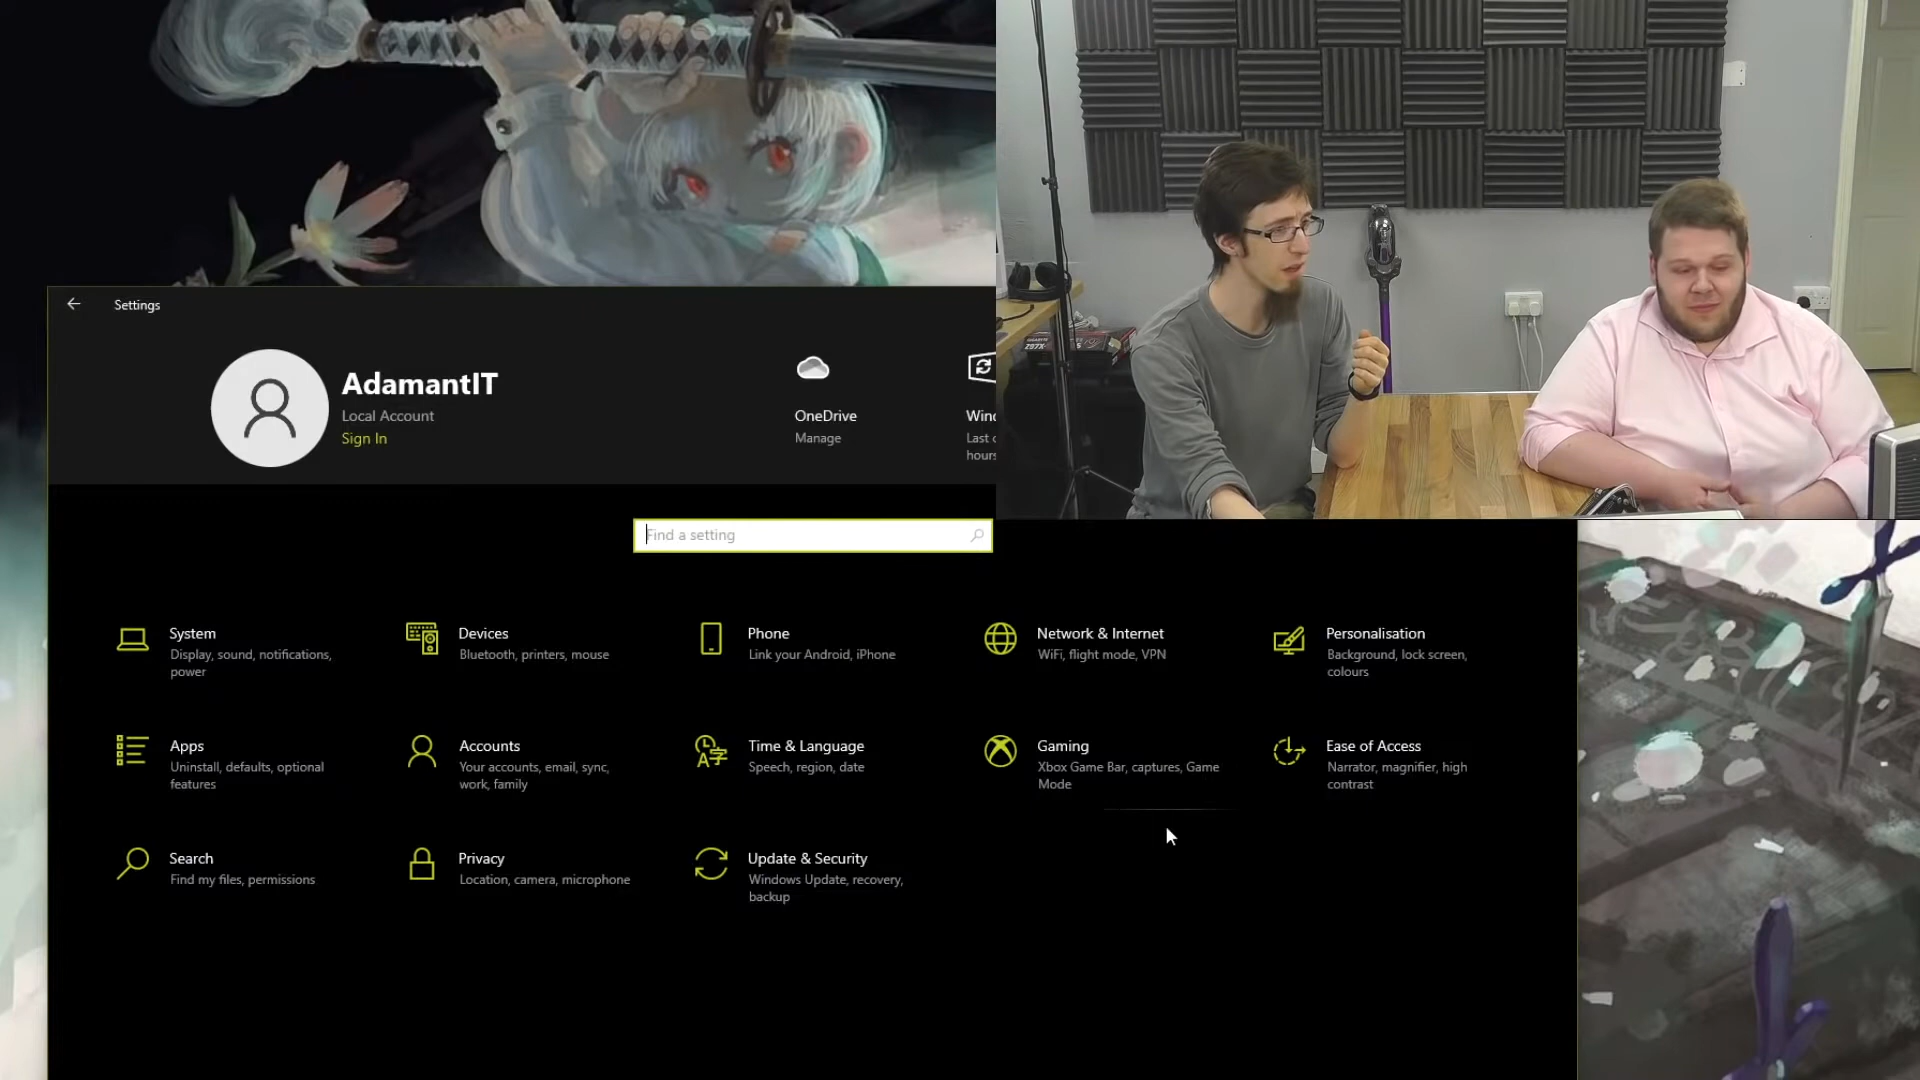 Settings
AdamantIT
Local Account
Sign In
OneDrive
Manage
Wind
Last c
hours
Find a setting
System
Display, sound, notifications,
power
Devices
Bluetooth, printers, mouse
Phone
Link your Android, iPhone
Network & Internet
WiFi, flight mode, VPN
Personalisation
Background, lock screen,
colours
Apps
Uninstall, defaults, optional
features
Accounts
Your accounts, email, sync,
work, family
Time & Language
Speech, region, date
Gaming
Xbox Game Bar, captures, Game
Mode
Ease of Access
Narrator, magnifier, high
contrast
Search
Find my files, permissions
Privacy
Location, camera, microphone
Update & Security
Windows Update, recovery,
backup